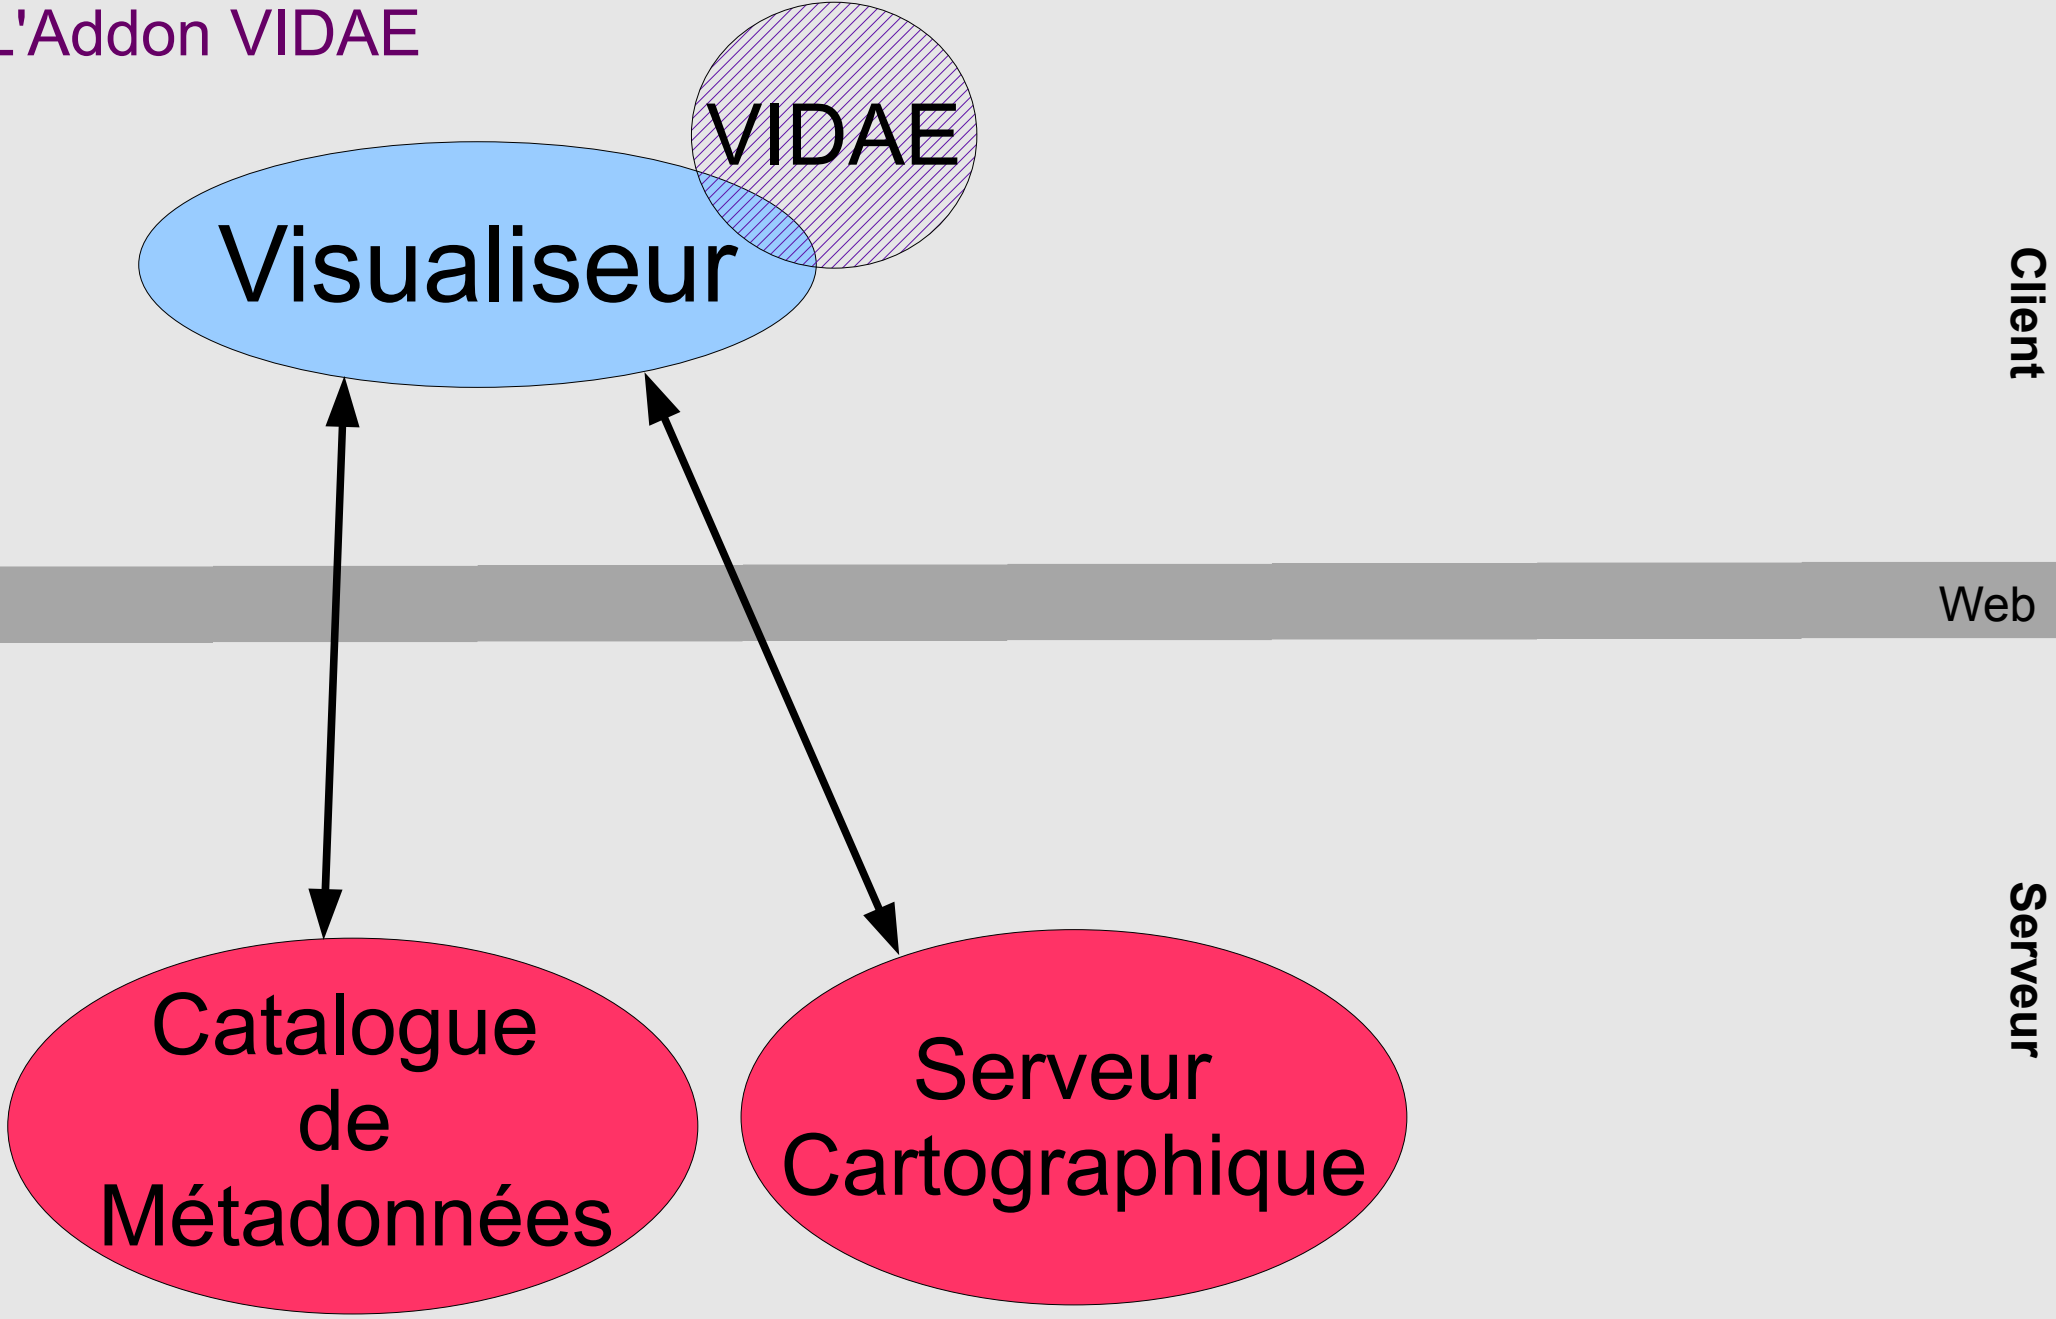 L'Addon VIDAE
VIDAE
Visualiseur
Client
Web
Serveur
Catalogue
de
Métadonnées
Serveur
Cartographique